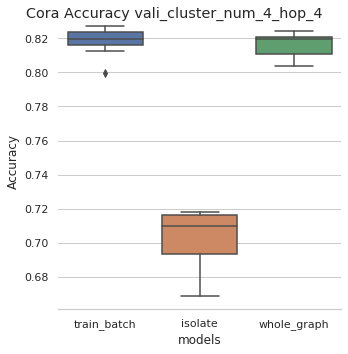 Cora Accuracy vali_cluster_num_4_hop_4
0.82
0.80
0.78
0.76
0.74
0.72
0.70
0.68
Accuracy
train_batch isolate whole_graph
models